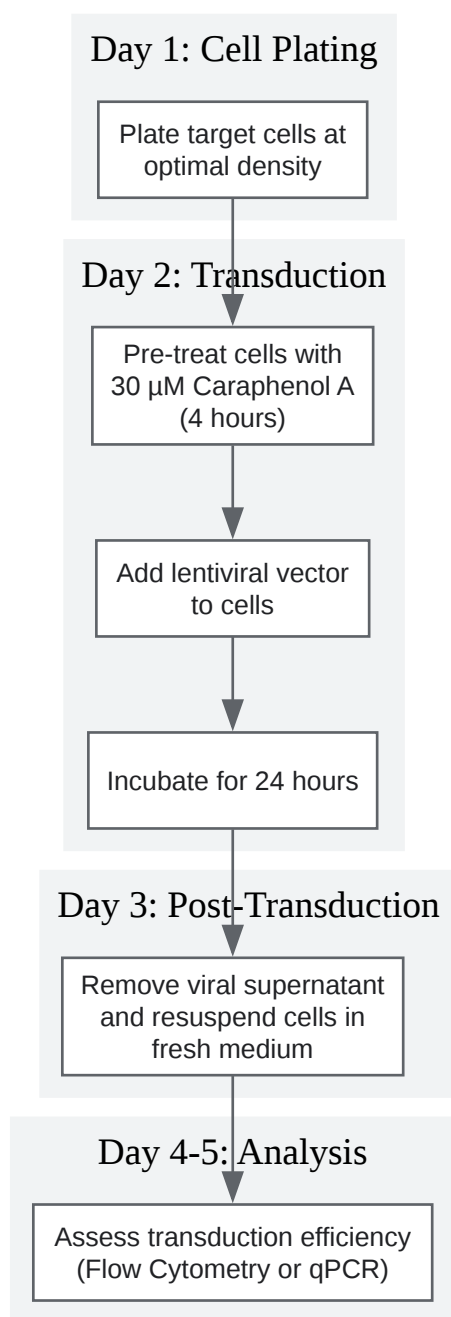 Day 1: Cell Plating
Plate target cells at
optimal density
Day 2: Transduction
Pre-treat cells with
30 µM Caraphenol A
(4 hours)
Add lentiviral vector
to cells
Incubate for 24 hours
Day 3: Post-Transduction
Remove viral supernatant
and resuspend cells in
fresh medium
Day 4-5: Analysis
Assess transduction efficiency
(Flow Cytometry or qPCR)